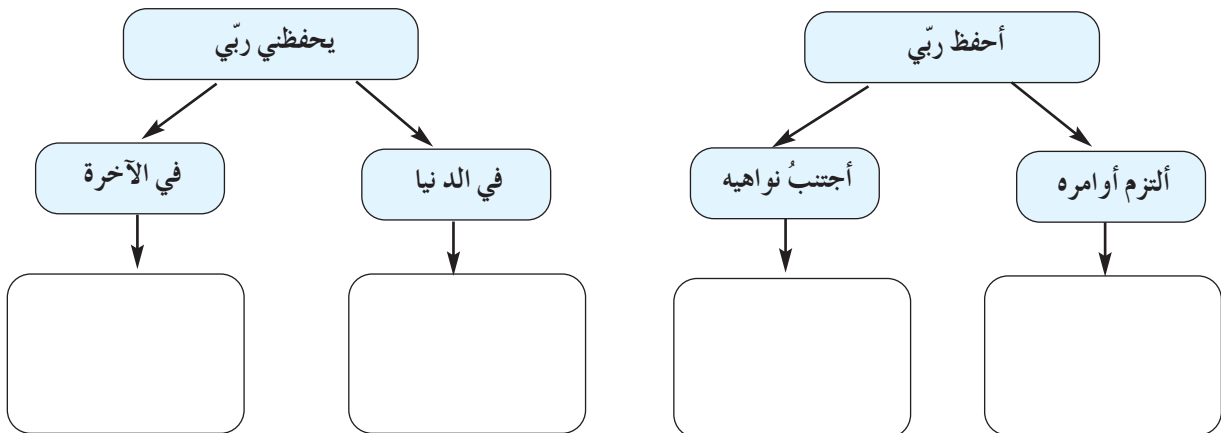 أحفظ ربّي
يحفظني ربّي
ألتزم أوامره
أجتنبُ نواهيه
في الد نيا
في الآخرة